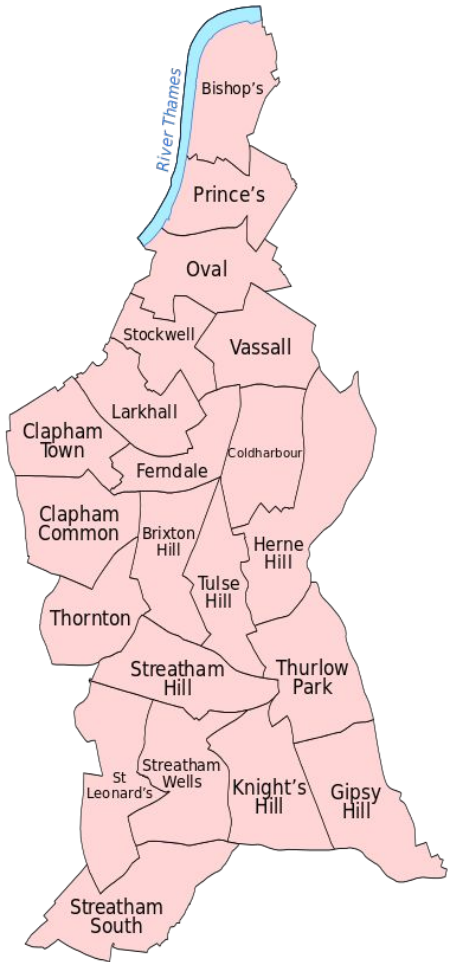 Bishop's
River Thames
Prince's
Oval
Stockwell
Vassall
Larkhall
Clapham
Town
Coldharbour
Ferndale
Clapham
Common
Brixton
Hill
Herne
Hill
Tulse
Hill
Thornton
Streatham
Hill
Thurlow
Park
St
Leonard's
Streatham
Wells
Knight's
Hill
Gipsy
Hill
Streatham
South